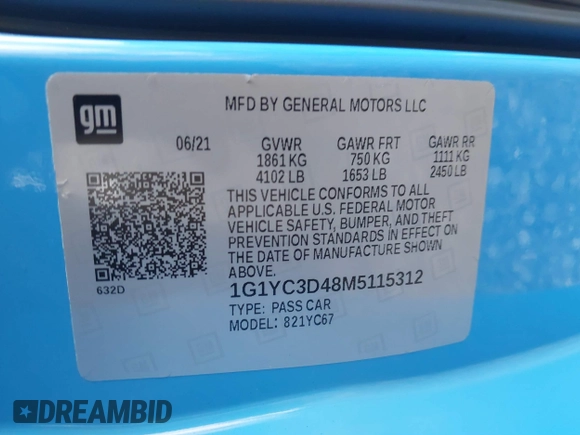 gm
MFD BY GENERAL MOTORS LLC
06/21 GVWR GAWR FRT GAWR RR
1861 KG 750 KG 1111 KG
4102 LB 1653 LB 2450 LB
THIS VEHICLE CONFORMS TO ALL
APPLICABLE U.S. FEDERAL MOTOR
VEHICLE SAFETY, BUMPER, AND THEFT
PREVENTION STANDARDS IN EFFECT ON
THE DATE OF MANUFACTURE SHOWN
ABOVE.
632D
1G1YC3D48M5115312
TYPE: PASS CAR
MODEL: 821YC67
DREAMBID